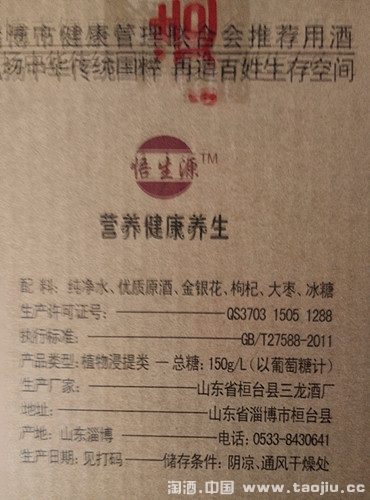 博市健康管理联合会推荐用酒
扬中华传统国粹 再造百姓生存空间
悟生源™
营养健康养生
配 料: 纯净水、优质原酒、金银花、枸杞、大枣、冰糖
生产许可证号: QS3703 1505 1288
执行标准: GB/T27588-2011
产品类型: 植物浸提类 一总糖: 150g/L(以葡萄糖计)
生产厂家: 山东省桓台县三龙酒厂
地址: 山东省淄博市桓台县
产地: 山东淄博 电话: 0533-8430641
生产日期: 见打码 储存条件: 阴凉、通风干燥处
淘酒.中国 www.taojiu.cc